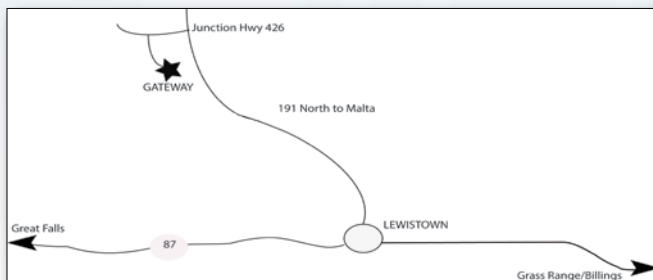 Junction Hwy 426
GATEWAY
191 North to Malta
LEWISTOWN
Great Falls
87
Grass Range/Billings